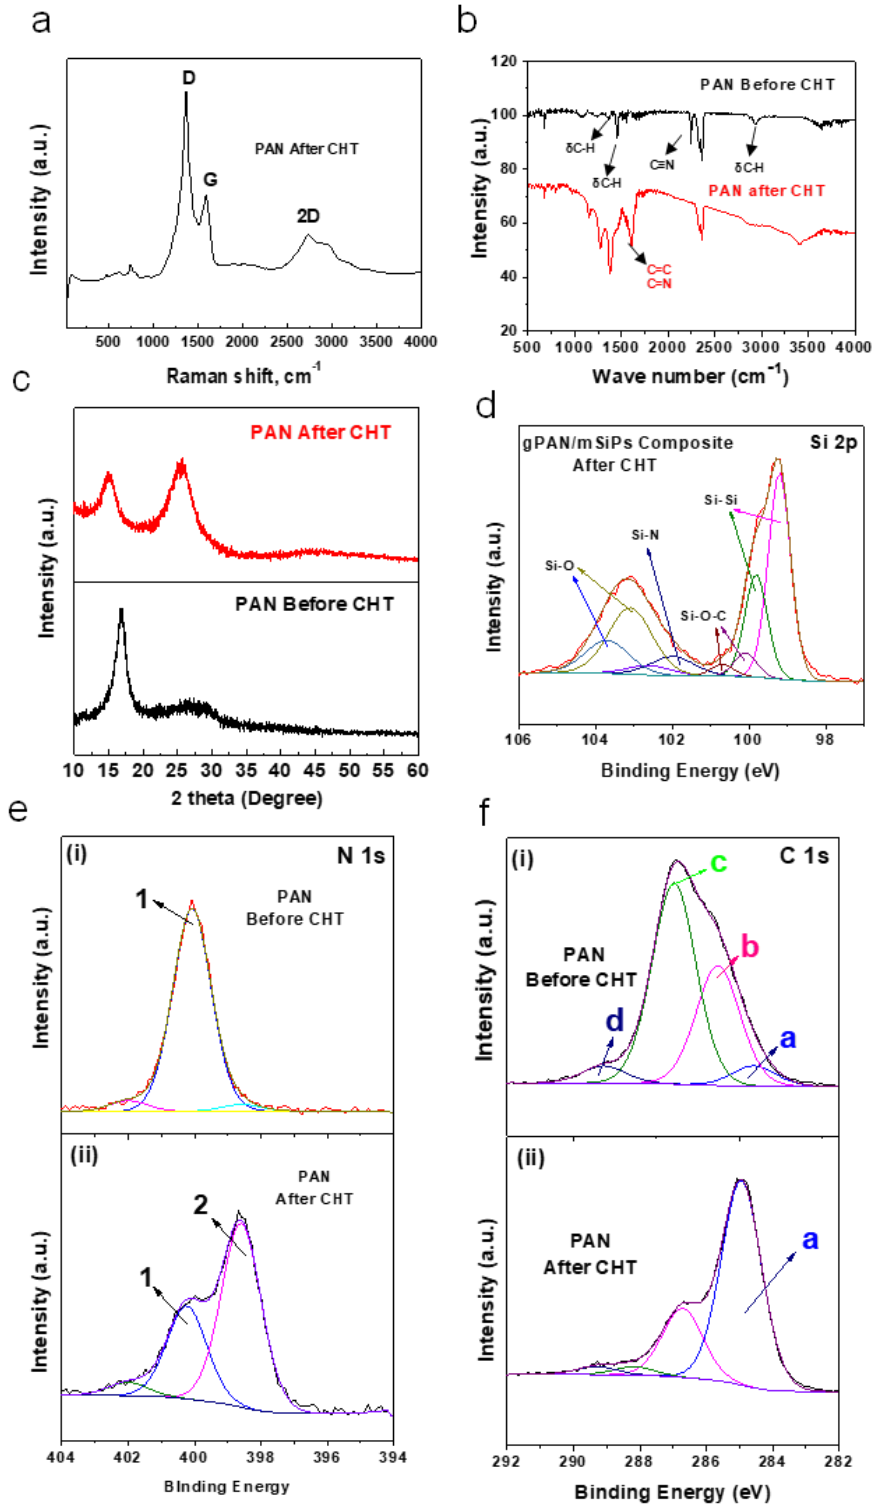 a
D
PAN After CHT
G
2D
Intensity (a.u.)
500 1000 1500 2000 2500 3000 3500 4000
Raman shift, cm-1
b
120
100
80
60
40
20
PAN Before CHT
δC-H
δC-H
C≡N
δC-H
PAN after CHT
C=C
C=N
Intensity (a.u.)
500 1000 1500 2000 2500 3000 3500 4000
Wave number (cm-1)
c
PAN After CHT
PAN Before CHT
Intensity (a.u.)
10 15 20 25 30 35 40 45 50 55 60
2 theta (Degree)
d
gPAN/mSiPs Composite
After CHT
Si 2p
Si-Si
Si-N
Si-O
Si-O-C
Intensity (a.u.)
106 104 102 100 98
Binding Energy (eV)
e
(i)
N 1s
1
PAN
Before CHT
Intensity (a.u.)
(ii)
PAN
After CHT
2
1
Intensity (a.u.)
404 402 400 398 396 394
BInding Energy
f
(i)
C 1s
c
PAN
Before CHT
b
d
a
Intensity (a.u.)
(ii)
PAN
After CHT
a
Intensity (a.u.)
292 290 288 286 284 282
Binding Energy (eV)